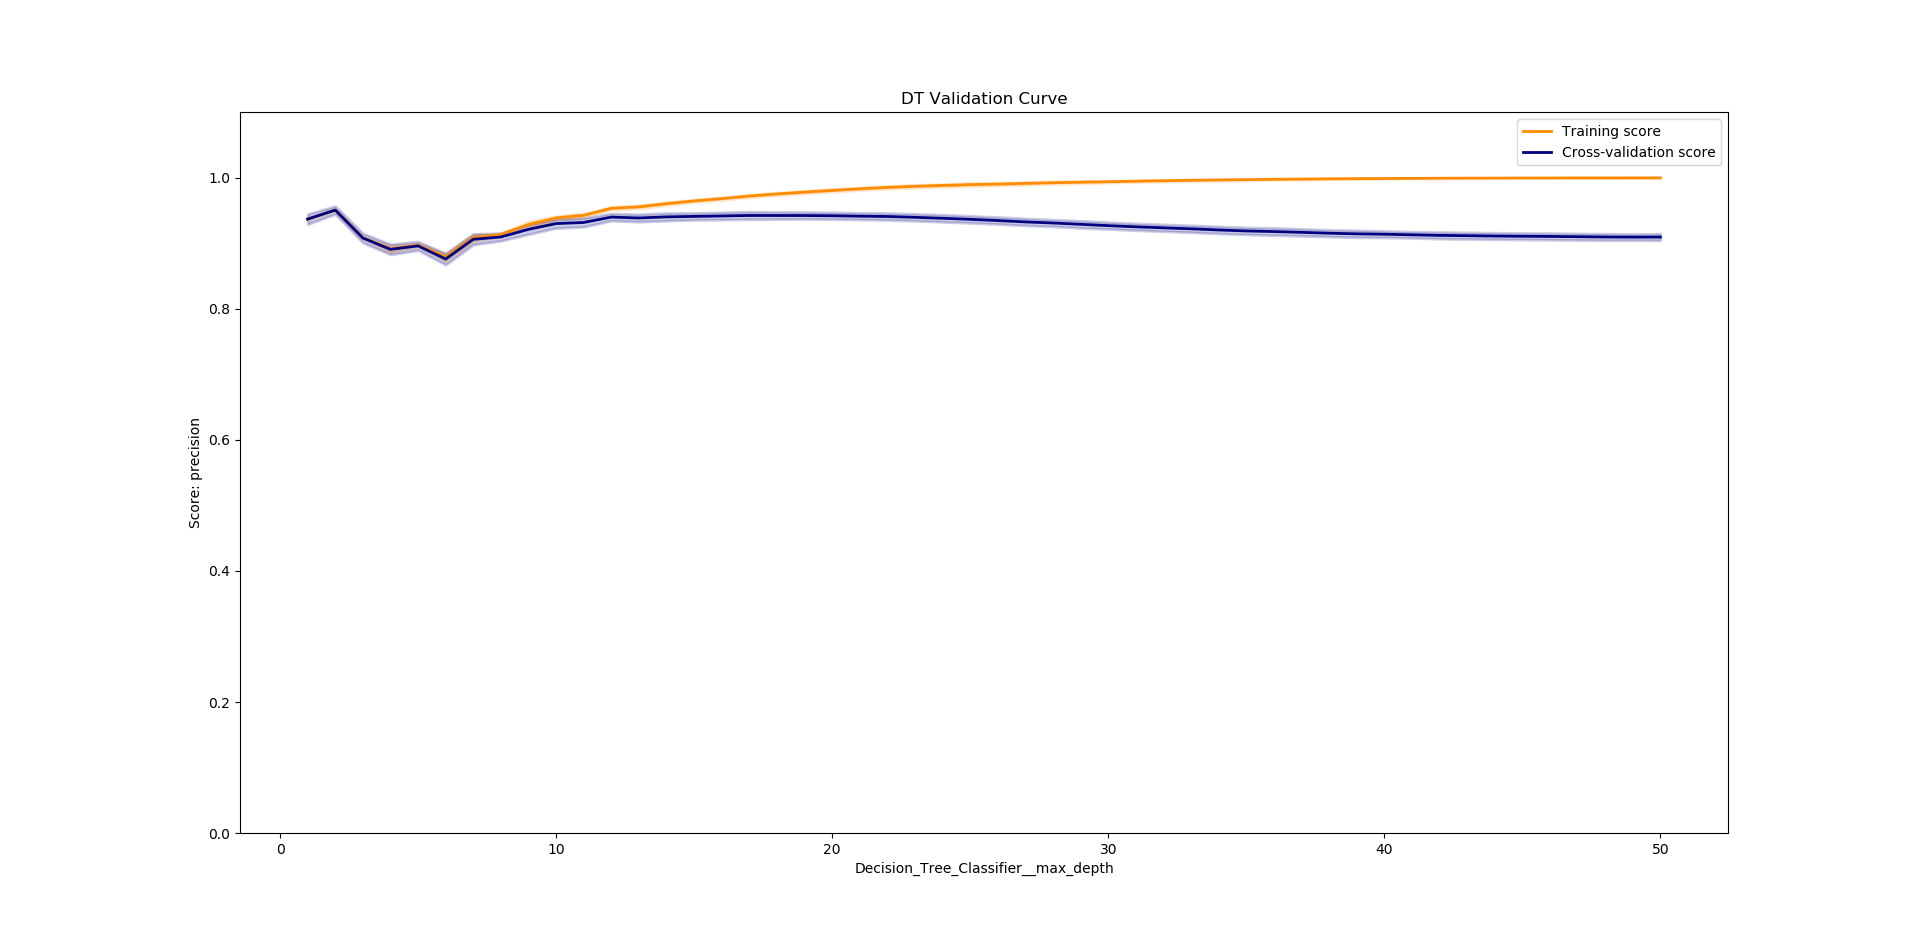 DT Validation Curve
Training score
Cross-validation score
1.0
0.8
0.6
0.4
0.2
0.0
Score: precision
0 10 20 30 40 50
Decision_Tree_Classifier__max_depth